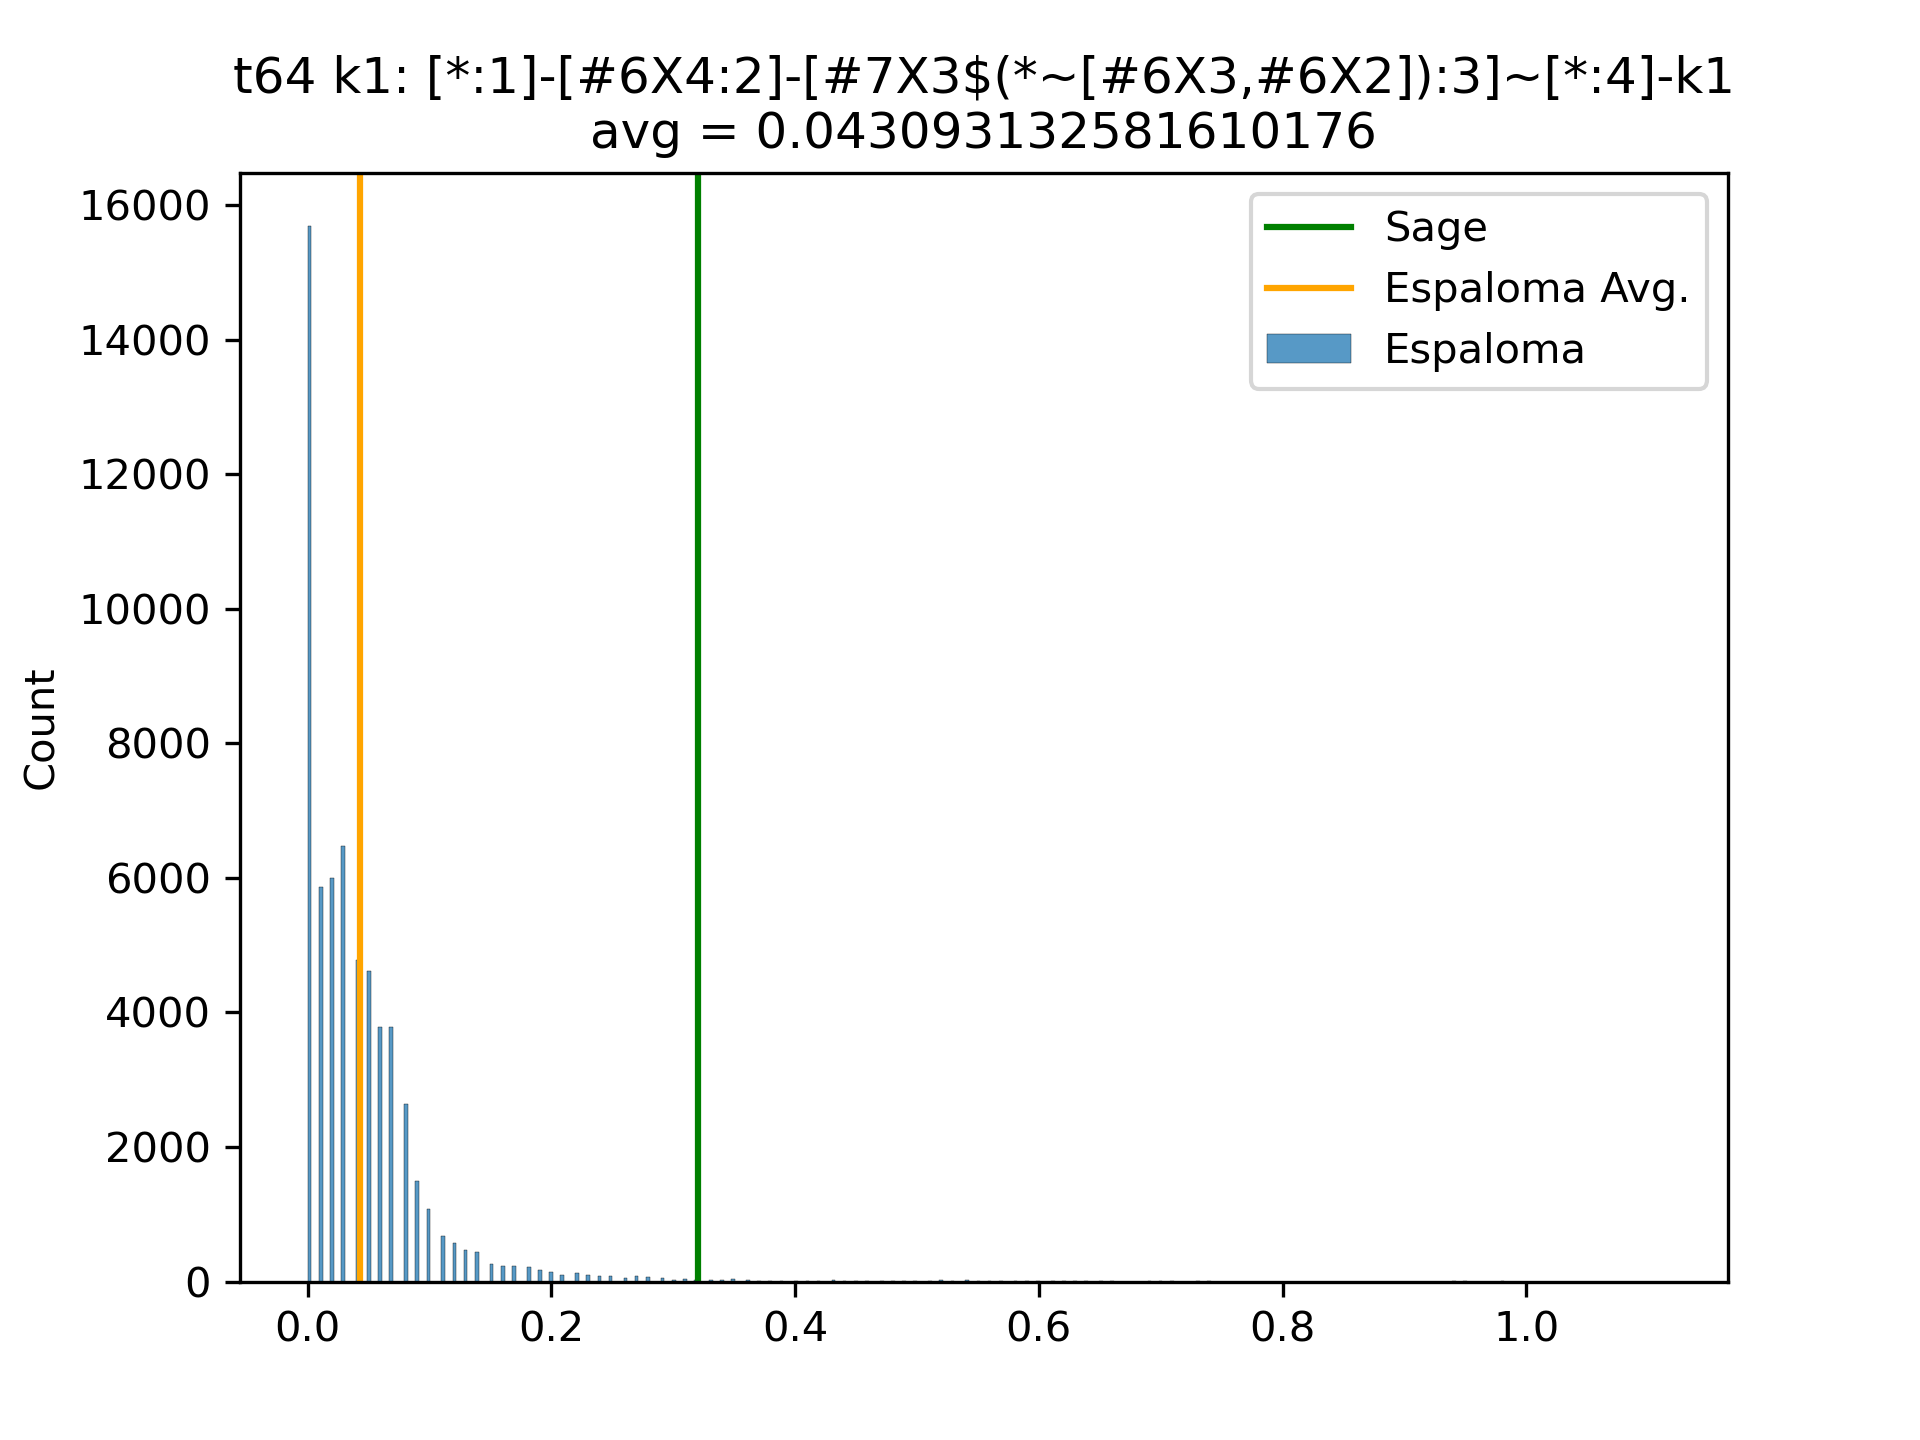 t64 k1: [*:1]-[#6X4:2]-[#7X3$(*~[#6X3,#6X2]):3]~[*:4]-k1
avg = 0.043093132581610176
Sage
Espaloma Avg.
Espaloma
Count
16000
14000
12000
10000
8000
6000
4000
2000
0
0.0 0.2 0.4 0.6 0.8 1.0